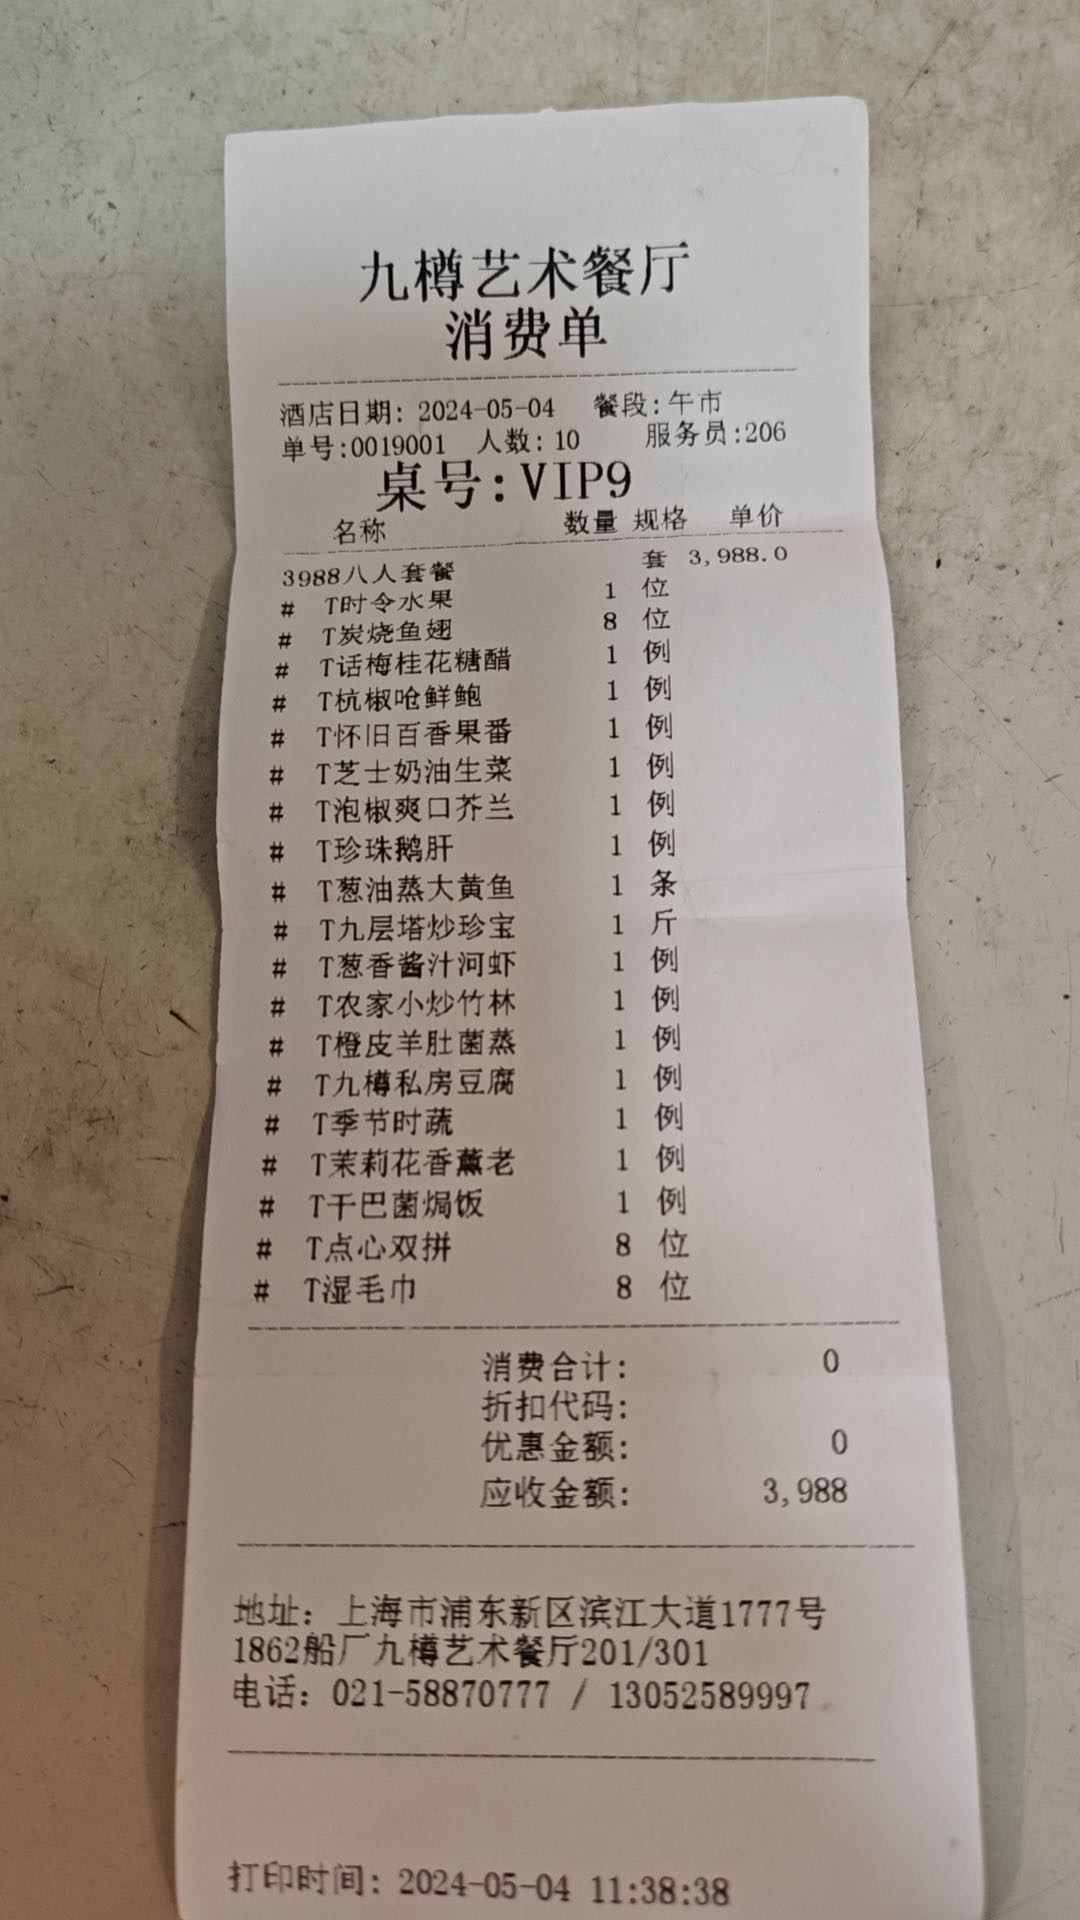 九樽艺术餐厅
消费单
酒店日期: 2024-05-04 餐段:午市
单号:0019001 人数:10 服务员:206
桌号:VIP9
名称 数量 规格 单价
3988八人套餐 套 3,988.0
# T时令水果 1 位
# T炭烧鱼翅 8 位
# T话梅桂花糖醋 1 例
# T杭椒呛鲜鲍 1 例
# T怀旧百香果番 1 例
# T芝士奶油生菜 1 例
# T泡椒爽口芥兰 1 例
# T珍珠鹅肝 1 例
# T葱油蒸大黄鱼 1 条
# T九层塔炒珍宝 1 斤
# T葱香酱汁河虾 1 例
# T农家小炒竹林 1 例
# T橙皮羊肚菌蒸 1 例
# T九樽私房豆腐 1 例
# T季节时蔬 1 例
# T茉莉花香薰老 1 例
# T干巴菌焗饭 1 例
# T点心双拼 8 位
# T湿毛巾 8 位
消费合计: 0
折扣代码:
优惠金额: 0
应收金额: 3,988
地址: 上海市浦东新区滨江大道1777号
1862船厂九樽艺术餐厅201/301
电话: 021-58870777 / 13052589997
打印时间: 2024-05-04 11:38:38